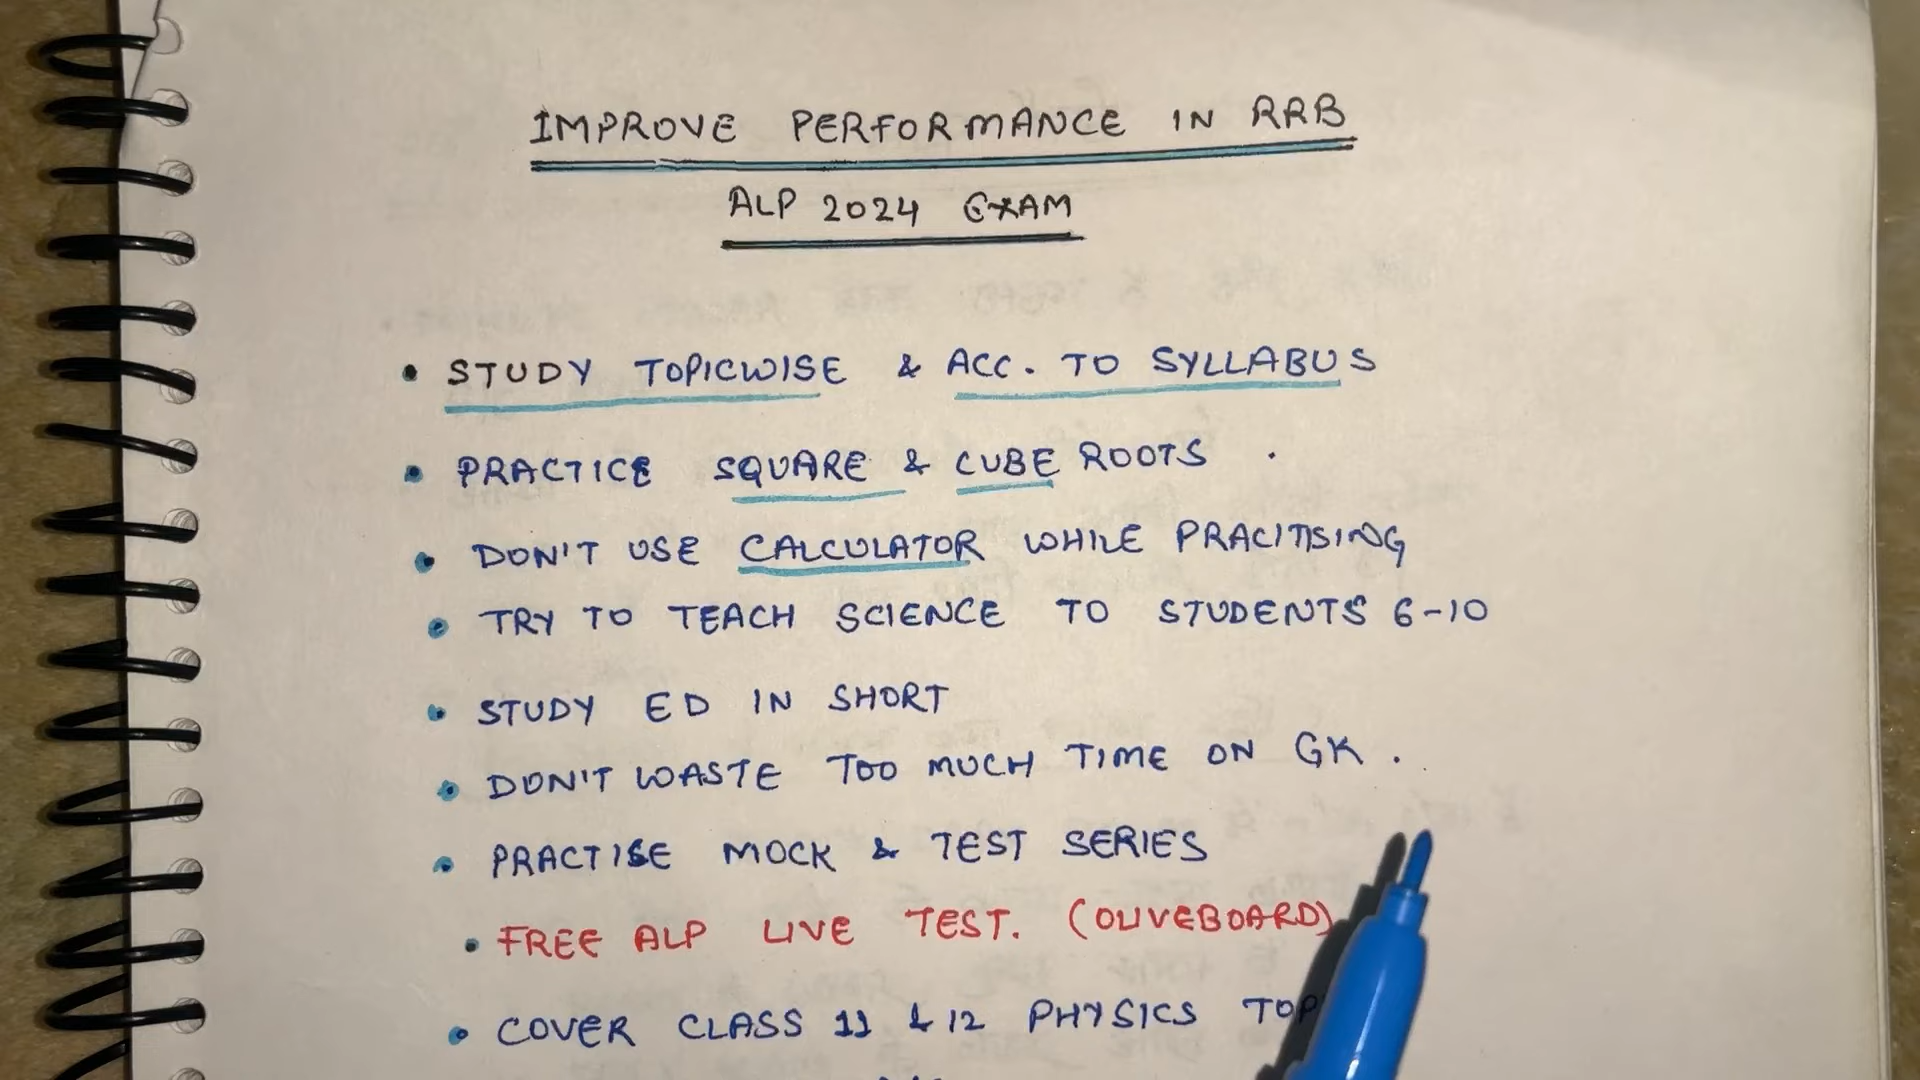 IMPROVE PERFORMANCE IN RRB
ALP 2024 EXAM
• STUDY TOPICWISE & ACC. TO SYLLABUS
• PRACTICE SQUARE & CUBE ROOTS .
• DON'T USE CALCULATOR WHILE PRACITISING
• TRY TO TEACH SCIENCE TO STUDENTS 6-10
• STUDY ED IN SHORT
• DON'T WASTE TOO MUCH TIME ON GK .
• PRACTISE MOCK & TEST SERIES
• FREE ALP LIVE TEST. (OLIVEBOARD)
• COVER CLASS 11 & 12 PHYSICS TOP